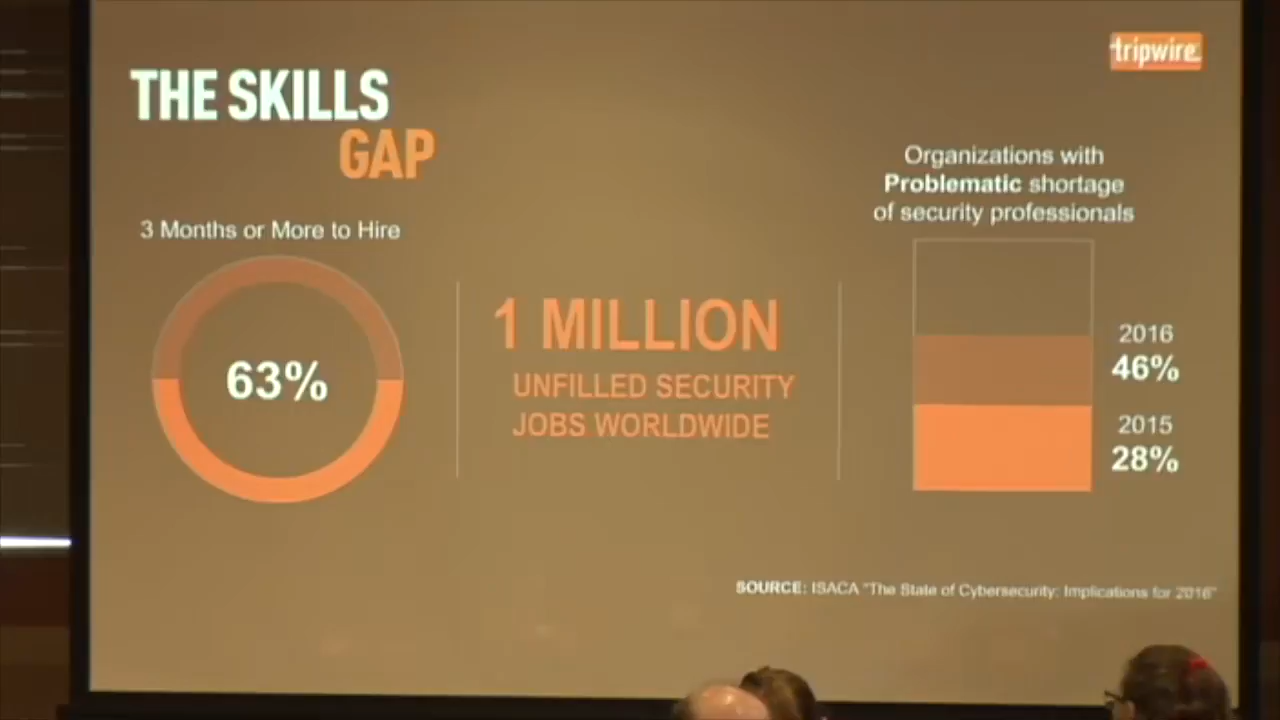 tripwire
THE SKILLS
GAP
3 Months or More to Hire
63%
1 MILLION
UNFILLED SECURITY
JOBS WORLDWIDE
Organizations with
Problematic shortage
of security professionals
2016
46%
2015
28%
SOURCE: ISACA "The State of Cybersecurity: Implications for 2016"